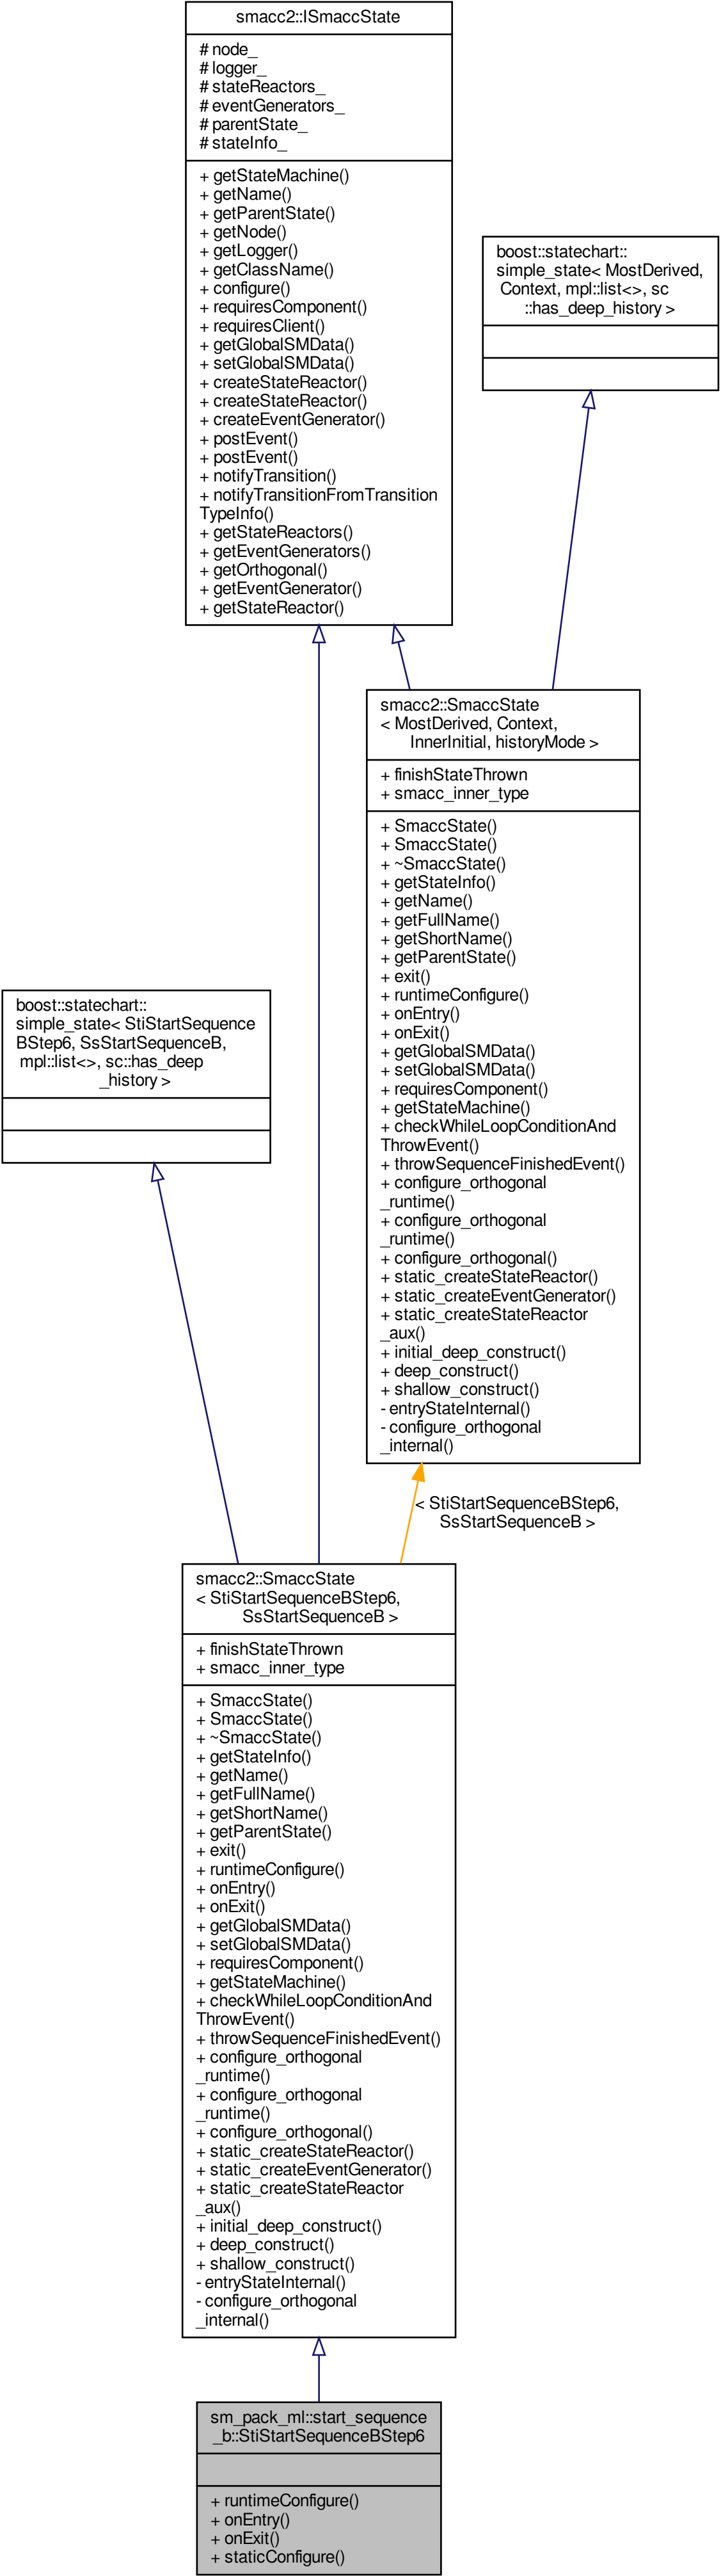 smacc2::ISmaccState
# node_
# logger_
# stateReactors_
# eventGenerators_
# parentState_
# stateInfo_
+ getStateMachine()
+ getName()
+ getParentState()
+ getNode()
+ getLogger()
+ getClassName()
+ configure()
+ requiresComponent()
+ requiresClient()
+ getGlobalSMData()
+ setGlobalSMData()
+ createStateReactor()
+ createStateReactor()
+ createEventGenerator()
+ postEvent()
+ postEvent()
+ notifyTransition()
+ notifyTransitionFromTransition
TypeInfo()
+ getStateReactors()
+ getEventGenerators()
+ getOrthogonal()
+ getEventGenerator()
+ getStateReactor()
boost::statechart::
simple_state< MostDerived,
Context, mpl::list<>, sc
::has_deep_history >
smacc2::SmaccState
< MostDerived, Context,
InnerInitial, historyMode >
+ finishStateThrown
+ smacc_inner_type
+ SmaccState()
+ SmaccState()
+ ~SmaccState()
+ getStateInfo()
+ getName()
+ getFullName()
+ getShortName()
+ getParentState()
+ exit()
+ runtimeConfigure()
+ onEntry()
+ onExit()
+ getGlobalSMData()
+ setGlobalSMData()
+ requiresComponent()
+ getStateMachine()
+ checkWhileLoopConditionAnd
ThrowEvent()
+ throwSequenceFinishedEvent()
+ configure_orthogonal
_runtime()
+ configure_orthogonal
_runtime()
+ configure_orthogonal()
+ static_createStateReactor()
+ static_createEventGenerator()
+ static_createStateReactor
_aux()
+ initial_deep_construct()
+ deep_construct()
+ shallow_construct()
- entryStateInternal()
- configure_orthogonal
_internal()
boost::statechart::
simple_state< StiStartSequence
BStep6, SsStartSequenceB,
mpl::list<>, sc::has_deep
_history >
< StiStartSequenceBStep6,
SsStartSequenceB >
smacc2::SmaccState
< StiStartSequenceBStep6,
SsStartSequenceB >
+ finishStateThrown
+ smacc_inner_type
+ SmaccState()
+ SmaccState()
+ ~SmaccState()
+ getStateInfo()
+ getName()
+ getFullName()
+ getShortName()
+ getParentState()
+ exit()
+ runtimeConfigure()
+ onEntry()
+ onExit()
+ getGlobalSMData()
+ setGlobalSMData()
+ requiresComponent()
+ getStateMachine()
+ checkWhileLoopConditionAnd
ThrowEvent()
+ throwSequenceFinishedEvent()
+ configure_orthogonal
_runtime()
+ configure_orthogonal
_runtime()
+ configure_orthogonal()
+ static_createStateReactor()
+ static_createEventGenerator()
+ static_createStateReactor
_aux()
+ initial_deep_construct()
+ deep_construct()
+ shallow_construct()
- entryStateInternal()
- configure_orthogonal
_internal()
sm_pack_ml::start_sequence
_b::StiStartSequenceBStep6
+ runtimeConfigure()
+ onEntry()
+ onExit()
+ staticConfigure()